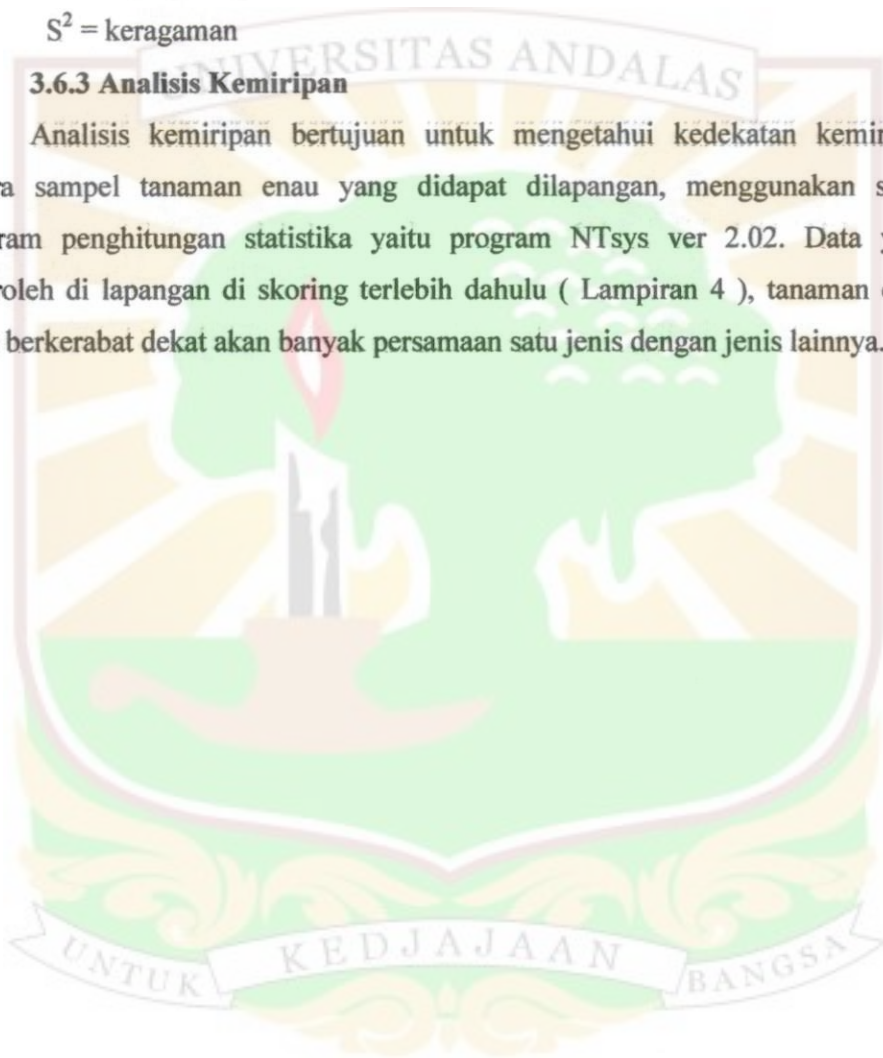 S² = keragaman
UNIVERSITAS ANDALAS
3.6.3 Analisis Kemiripan
Analisis kemiripan bertujuan untuk mengetahui kedekatan kemir
a sampel tanaman enau yang didapat dilapangan, menggunakan s
ram penghitungan statistika yaitu program NTsys ver 2.02. Data
oleh di lapangan di skoring terlebih dahulu ( Lampiran 4 ), tanaman
berkerabat dekat akan banyak persamaan satu jenis dengan jenis lainnya.
UNTUK KEDJAJAAN BANGSA